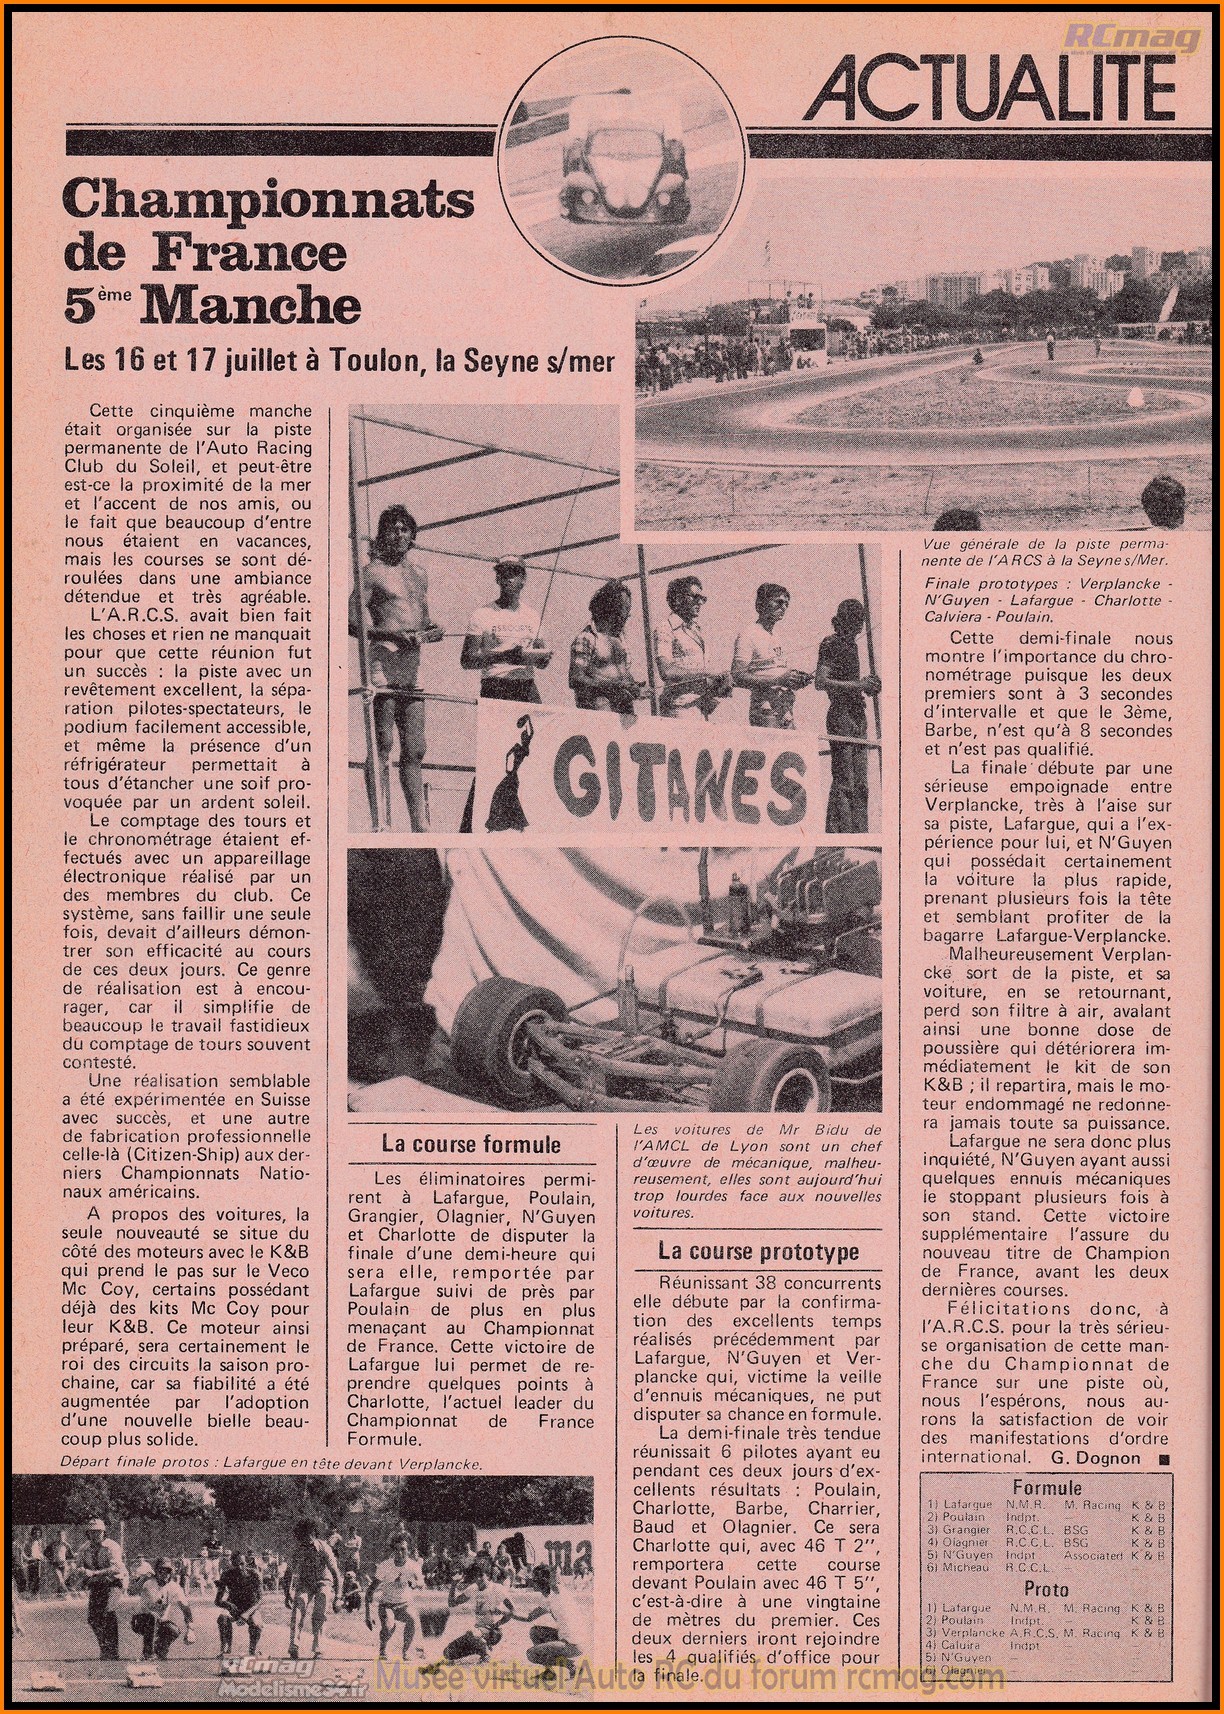 RCmag
ACTUALITE
Championnats
de France
5ème Manche
Les 16 et 17 juillet à Toulon, la Seyne s/mer
Cette cinquième manche
était organisée sur la piste
permanente de l'Auto Racing
Club du Soleil, et peut-être
est-ce la proximité de la mer
et l'accent de nos amis, ou
le fait que beaucoup d'entre
nous étaient en vacances,
mais les courses se sont dé-
roulées dans une ambiance
détendue et très agréable.
L'A.R.C.S. avait bien fait
les choses et rien ne manquait
pour que cette réunion fut
un succès : la piste avec un
revêtement excellent, la sépa-
ration pilotes-spectateurs, le
podium facilement accessible,
et même la présence d'un
réfrigérateur permettait à
tous d'étancher une soif pro-
voquée par un ardent soleil.
Le comptage des tours et
le chronométrage étaient ef-
fectués avec un appareillage
électronique réalisé par un
des membres du club. Ce
système, sans faillir une seule
fois, devait d'ailleurs démon-
trer son efficacité au cours
de ces deux jours. Ce genre
de réalisation est à encou-
rager, car il simplifie de
beaucoup le travail fastidieux
du comptage de tours souvent
contesté.
Une réalisation semblable
a été expérimentée en Suisse
avec succès, et une autre
de fabrication professionnelle
celle-là (Citizen-Ship) aux der-
niers Championnats Natio-
naux américains.
A propos des voitures, la
seule nouveauté se situe du
côté des moteurs avec le K&B
qui prend le pas sur le Veco
Mc Coy, certains possédant
déjà des kits Mc Coy pour
leur K&B. Ce moteur ainsi
préparé, sera certainement le
roi des circuits la saison pro-
chaine, car sa fiabilité a été
augmentée par l'adoption
d'une nouvelle bielle beau-
coup plus solide.
Départ finale protos : Lafargue en tête devant Verplancke.
GITANES
La course formule
Les éliminatoires permi-
rent à Lafargue, Poulain,
Grangier, Olagnier, N'Guyen
et Charlotte de disputer la
finale d'une demi-heure qui
sera elle, remportée par
Lafargue suivi de près par
Poulain de plus en plus
menaçant au Championnat
de France. Cette victoire de
Lafargue lui permet de re-
prendre quelques points à
Charlotte, l'actuel leader du
Championnat de France
Formule.
Les voitures de Mr Bidu de
l'AMCL de Lyon sont un chef
d'œuvre de mécanique, malheu-
reusement, elles sont aujourd'hui
trop lourdes face aux nouvelles
voitures.
La course prototype
Réunissant 38 concurrents
elle débute par la confirma-
tion des excellents temps
réalisés précédemment par
Lafargue, N'Guyen et Ver-
plancke qui, victime la veille
d'ennuis mécaniques, ne put
disputer sa chance en formule.
La demi-finale très tendue
réunissait 6 pilotes ayant eu
pendant ces deux jours d'ex-
cellents résultats : Poulain,
Charlotte, Barbe, Charrier,
Baud et Olagnier. Ce sera
Charlotte qui, avec 46 T 2'',
remportera cette course
devant Poulain avec 46 T 5'',
c'est-à-dire à une vingtaine
de mètres du premier. Ces
deux derniers iront rejoindre
les 4 qualifiés d'office pour
la finale.
Vue générale de la piste perma-
nente de l'ARCS à la Seyne s/Mer.
Finale prototypes : Verplancke -
N'Guyen - Lafargue - Charlotte -
Calviera - Poulain.
Cette demi-finale nous
montre l'importance du chro-
nométrage puisque les deux
premiers sont à 3 secondes
d'intervalle et que le 3ème,
Barbe, n'est qu'à 8 secondes
et n'est pas qualifié.
La finale débute par une
sérieuse empoignade entre
Verplancke, très à l'aise sur
sa piste, Lafargue, qui a l'ex-
périence pour lui, et N'Guyen
qui possédait certainement
la voiture la plus rapide,
prenant plusieurs fois la tête
et semblant profiter de la
bagarre Lafargue-Verplancke.
Malheureusement Verplan-
cke sort de la piste, et sa
voiture, en se retournant,
perd son filtre à air, avalant
ainsi une bonne dose de
poussière qui détériorera im-
médiatement le kit de son
K&B ; il repartira, mais le mo-
teur endommagé ne redonne-
ra jamais toute sa puissance.
Lafargue ne sera donc plus
inquiété, N'Guyen ayant aussi
quelques ennuis mécaniques
le stoppant plusieurs fois à
son stand. Cette victoire
supplémentaire l'assure du
nouveau titre de Champion
de France, avant les deux
dernières courses.
Félicitations donc, à
l'A.R.C.S. pour la très sérieu-
se organisation de cette man-
che du Championnat de
France sur une piste où,
nous l'espérons, nous au-
rons la satisfaction de voir
des manifestations d'ordre
international. G. Dognon ■
Formule
1) Lafargue N.M.R. M. Racing K & B
2) Poulain Indpt. – K & B
3) Grangier R.C.C.L. BSG K & B
4) Olagnier R.C.C.L. BSG K & B
5) N'Guyen Indpt Associated K & B
6) Micheau R.C.C.L. – –
Proto
1) Lafargue N.M.R. M. Racing K & B
2) Poulain Indpt. – K & B
3) Verplancke A.R.C.S. M. Racing K & B
4) Caluira Indpt – –
5) N'Guyen – –
6) Olagnier –
RCmag
Modelisme34.fr
Musée virtuel Auto RC du forum rcmag.com